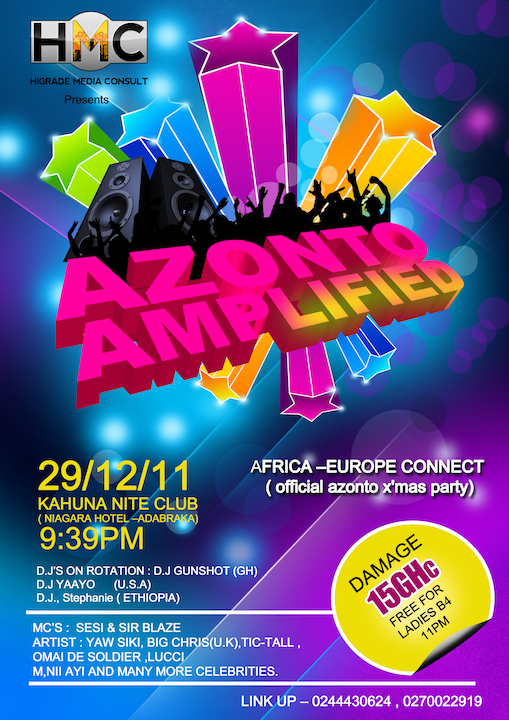 HMC
HIGRADE MEDIA CONSULT
Presents
AZONTO
AMPLIFIED
29/12/11
KAHUNA NITE CLUB
( NIAGARA HOTEL –ADABRAKA)
9:39PM
AFRICA –EUROPE CONNECT
( official azonto x'mas party)
D.J'S ON ROTATION : D.J GUNSHOT (GH)
D.J YAAYO (U.S.A)
D.J., Stephanie ( ETHIOPIA)
DAMAGE
15GHc
FREE FOR
LADIES B4
11PM
MC'S : SESI & SIR BLAZE
ARTIST : YAW SIKI, BIG CHRIS(U.K),TIC-TALL ,
OMAI DE SOLDIER ,LUCCI
M,NII AYI AND MANY MORE CELEBRITIES.
LINK UP – 0244430624 , 0270022919